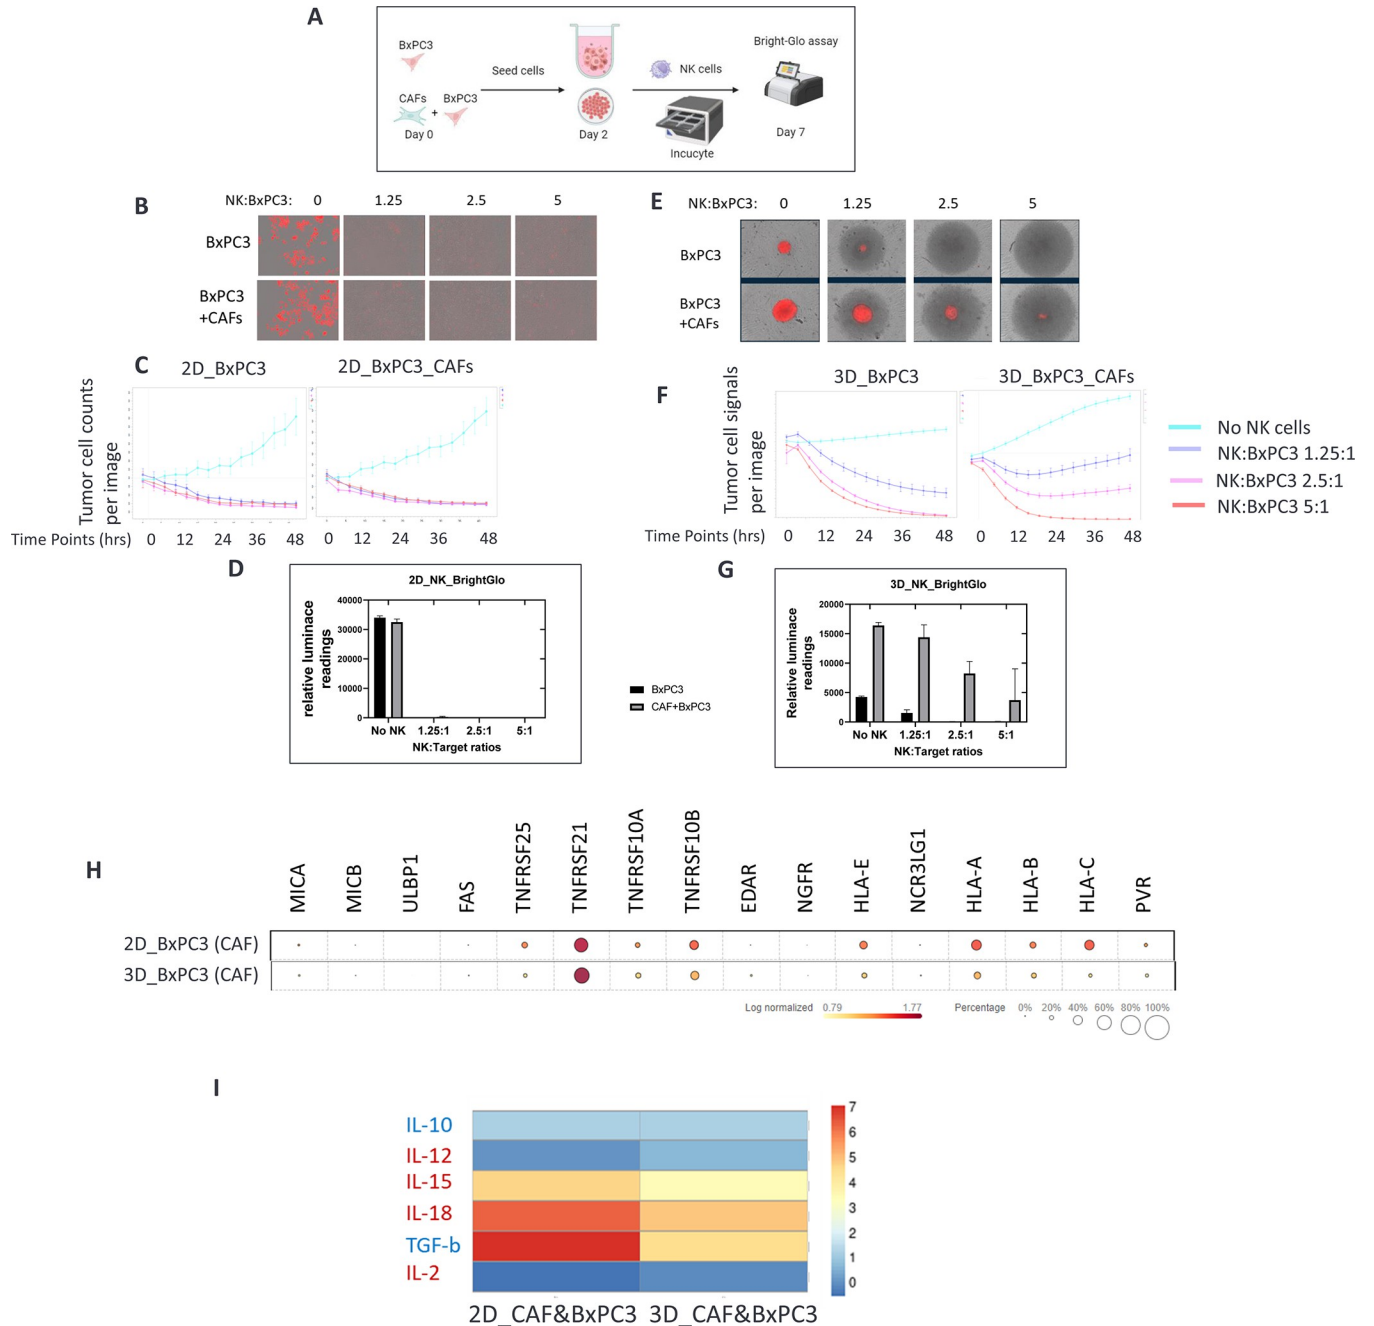 A
BxPC3
CAFs + BxPC3
Day 0
Seed cells
Day 2
NK cells
Incucyte
Bright-Glo assay
Day 7
B
NK:BxPC3: 0 1.25 2.5 5
BxPC3
BxPC3
+CAFs
E
NK:BxPC3: 0 1.25 2.5 5
BxPC3
BxPC3
+CAFs
C
2D_BxPC3 2D_BxPC3_CAFs
Tumor cell counts
per image
Time Points (hrs) 0 12 24 36 48 0 12 24 36 48
F
3D_BxPC3 3D_BxPC3_CAFs
Tumor cell signals
per image
Time Points (hrs) 0 12 24 36 48 0 12 24 36 48
No NK cells
NK:BxPC3 1.25:1
NK:BxPC3 2.5:1
NK:BxPC3 5:1
D
2D_NK_BrightGlo
relative luminace
readings
40000
30000
20000
10000
0
No NK 1.25:1 2.5:1 5:1
NK:Target ratios
BxPC3
CAF+BxPC3
G
3D_NK_BrightGlo
Relative luminace
readings
20000
15000
10000
5000
0
No NK 1.25:1 2.5:1 5:1
NK:Target ratios
H
MICA MICB ULBP1 FAS TNFRSF25 TNFRSF21 TNFRSF10A TNFRSF10B EDAR NGFR HLA-E NCR3LG1 HLA-A HLA-B HLA-C PVR
2D_BxPC3 (CAF)
3D_BxPC3 (CAF)
Log normalized 0.79 1.77
Percentage 0% 20% 40% 60% 80% 100%
I
IL-10
IL-12
IL-15
IL-18
TGF-b
IL-2
7
6
5
4
3
2
1
0
2D_CAF&BxPC3 3D_CAF&BxPC3